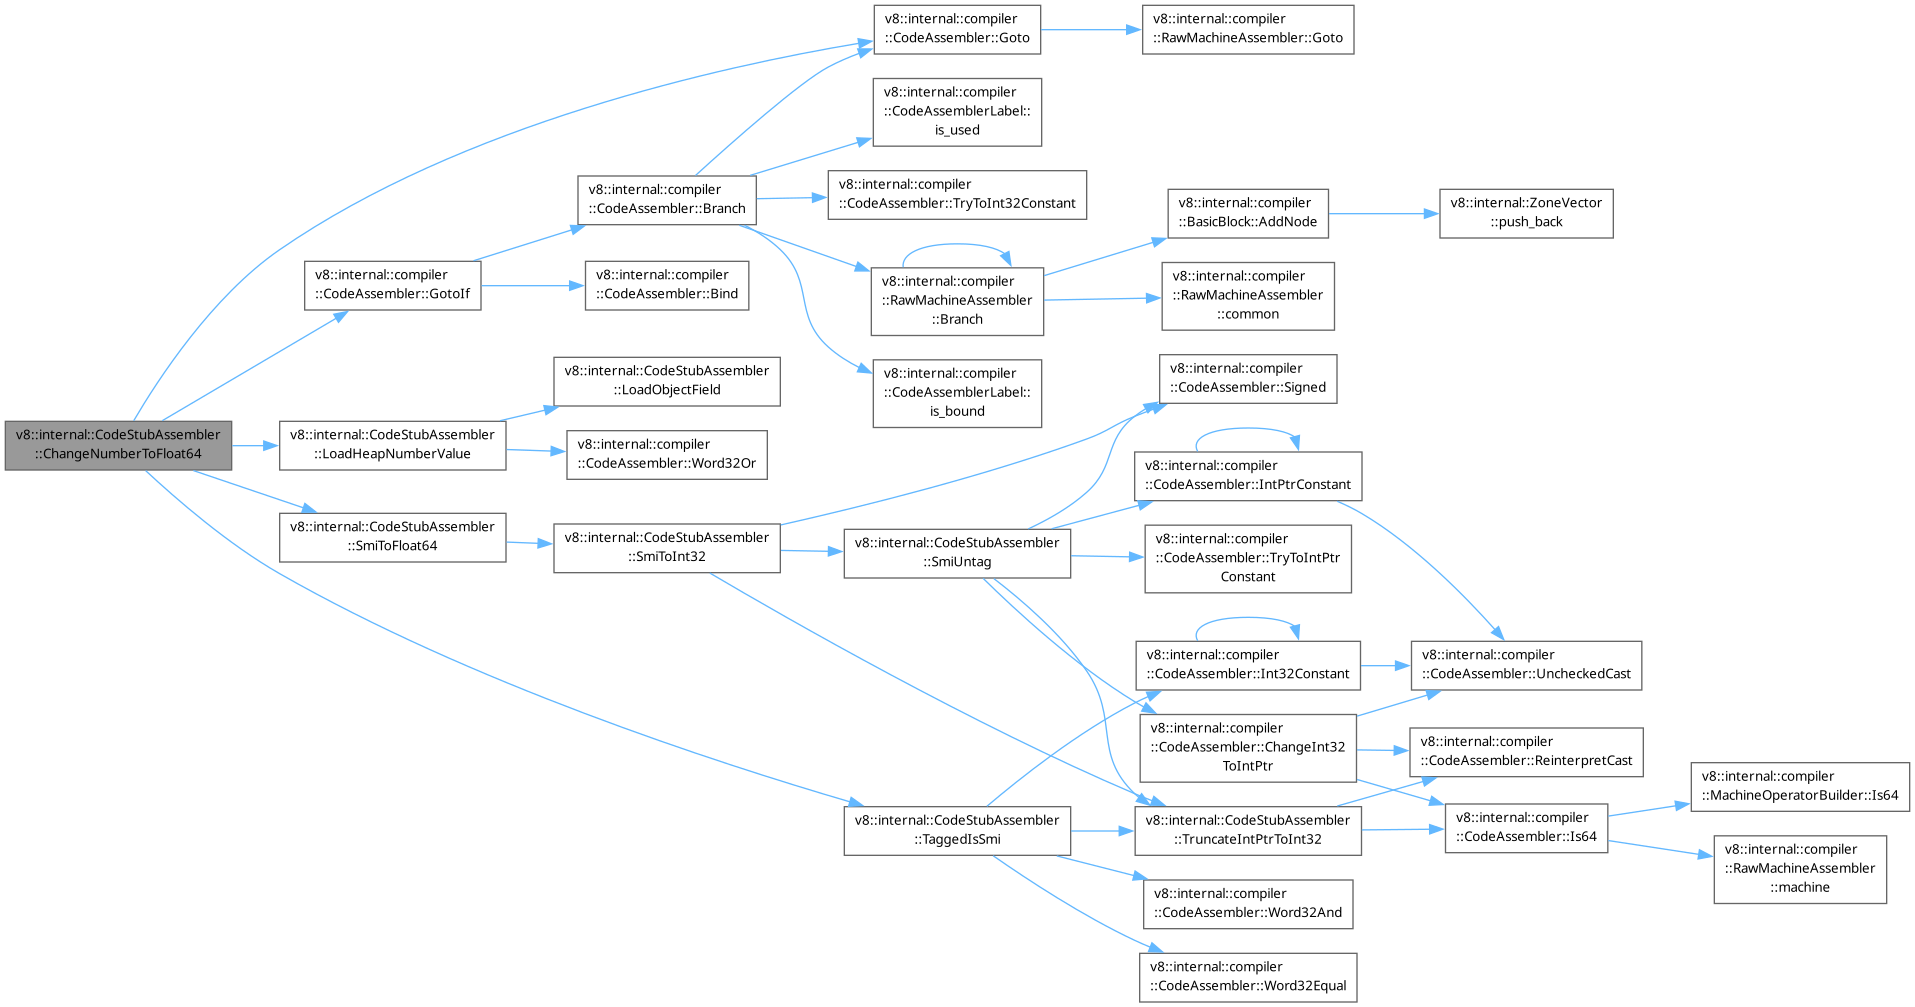 v8::internal::CodeStubAssembler
::ChangeNumberToFloat64
v8::internal::compiler
::CodeAssembler::Goto
v8::internal::compiler
::RawMachineAssembler::Goto
v8::internal::compiler
::CodeAssembler::GotoIf
v8::internal::compiler
::CodeAssembler::Branch
v8::internal::compiler
::CodeAssemblerLabel::
is_used
v8::internal::compiler
::CodeAssembler::TryToInt32Constant
v8::internal::compiler
::RawMachineAssembler
::Branch
v8::internal::compiler
::BasicBlock::AddNode
v8::internal::ZoneVector
::push_back
v8::internal::compiler
::RawMachineAssembler
::common
v8::internal::compiler
::CodeAssemblerLabel::
is_bound
v8::internal::compiler
::CodeAssembler::Bind
v8::internal::CodeStubAssembler
::LoadHeapNumberValue
v8::internal::CodeStubAssembler
::LoadObjectField
v8::internal::compiler
::CodeAssembler::Word32Or
v8::internal::CodeStubAssembler
::SmiToFloat64
v8::internal::CodeStubAssembler
::SmiToInt32
v8::internal::compiler
::CodeAssembler::Signed
v8::internal::CodeStubAssembler
::SmiUntag
v8::internal::compiler
::CodeAssembler::IntPtrConstant
v8::internal::compiler
::CodeAssembler::TryToIntPtr
Constant
v8::internal::compiler
::CodeAssembler::Int32Constant
v8::internal::compiler
::CodeAssembler::UncheckedCast
v8::internal::compiler
::CodeAssembler::ChangeInt32
ToIntPtr
v8::internal::compiler
::CodeAssembler::ReinterpretCast
v8::internal::CodeStubAssembler
::TaggedIsSmi
v8::internal::CodeStubAssembler
::TruncateIntPtrToInt32
v8::internal::compiler
::CodeAssembler::Is64
v8::internal::compiler
::MachineOperatorBuilder::Is64
v8::internal::compiler
::RawMachineAssembler
::machine
v8::internal::compiler
::CodeAssembler::Word32And
v8::internal::compiler
::CodeAssembler::Word32Equal